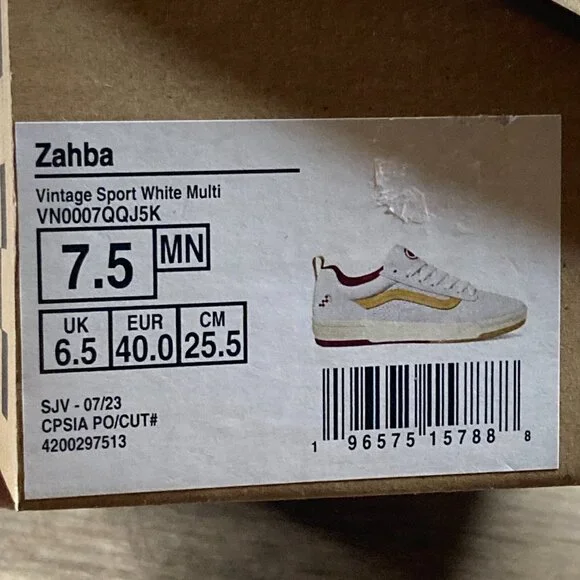 Zahba
Vintage Sport White Multi
VN0007QQJ5K
7.5 MN
UK EUR CM
6.5 40.0 25.5
SJV - 07/23
CPSIA PO/CUT#
4200297513
1 96575 15788 8